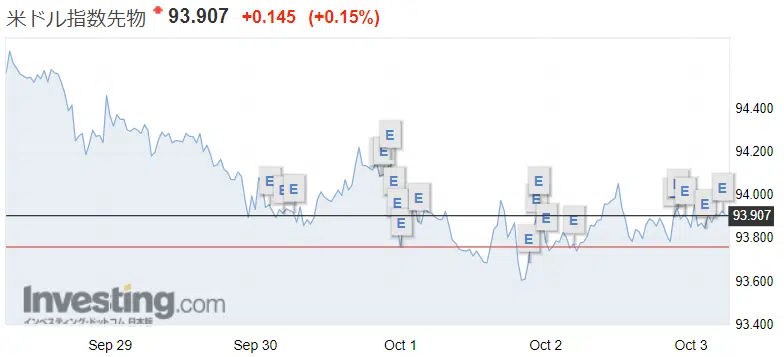 米ドル指数先物 93.907 +0.145 (+0.15%)
94.400
94.200
94.000
93.907
93.800
93.600
93.400
E E E E E E E E E E E E E E E E E E E E
Investing.com
インベスティング・ドットコム 日本版
Sep 29 Sep 30 Oct 1 Oct 2 Oct 3